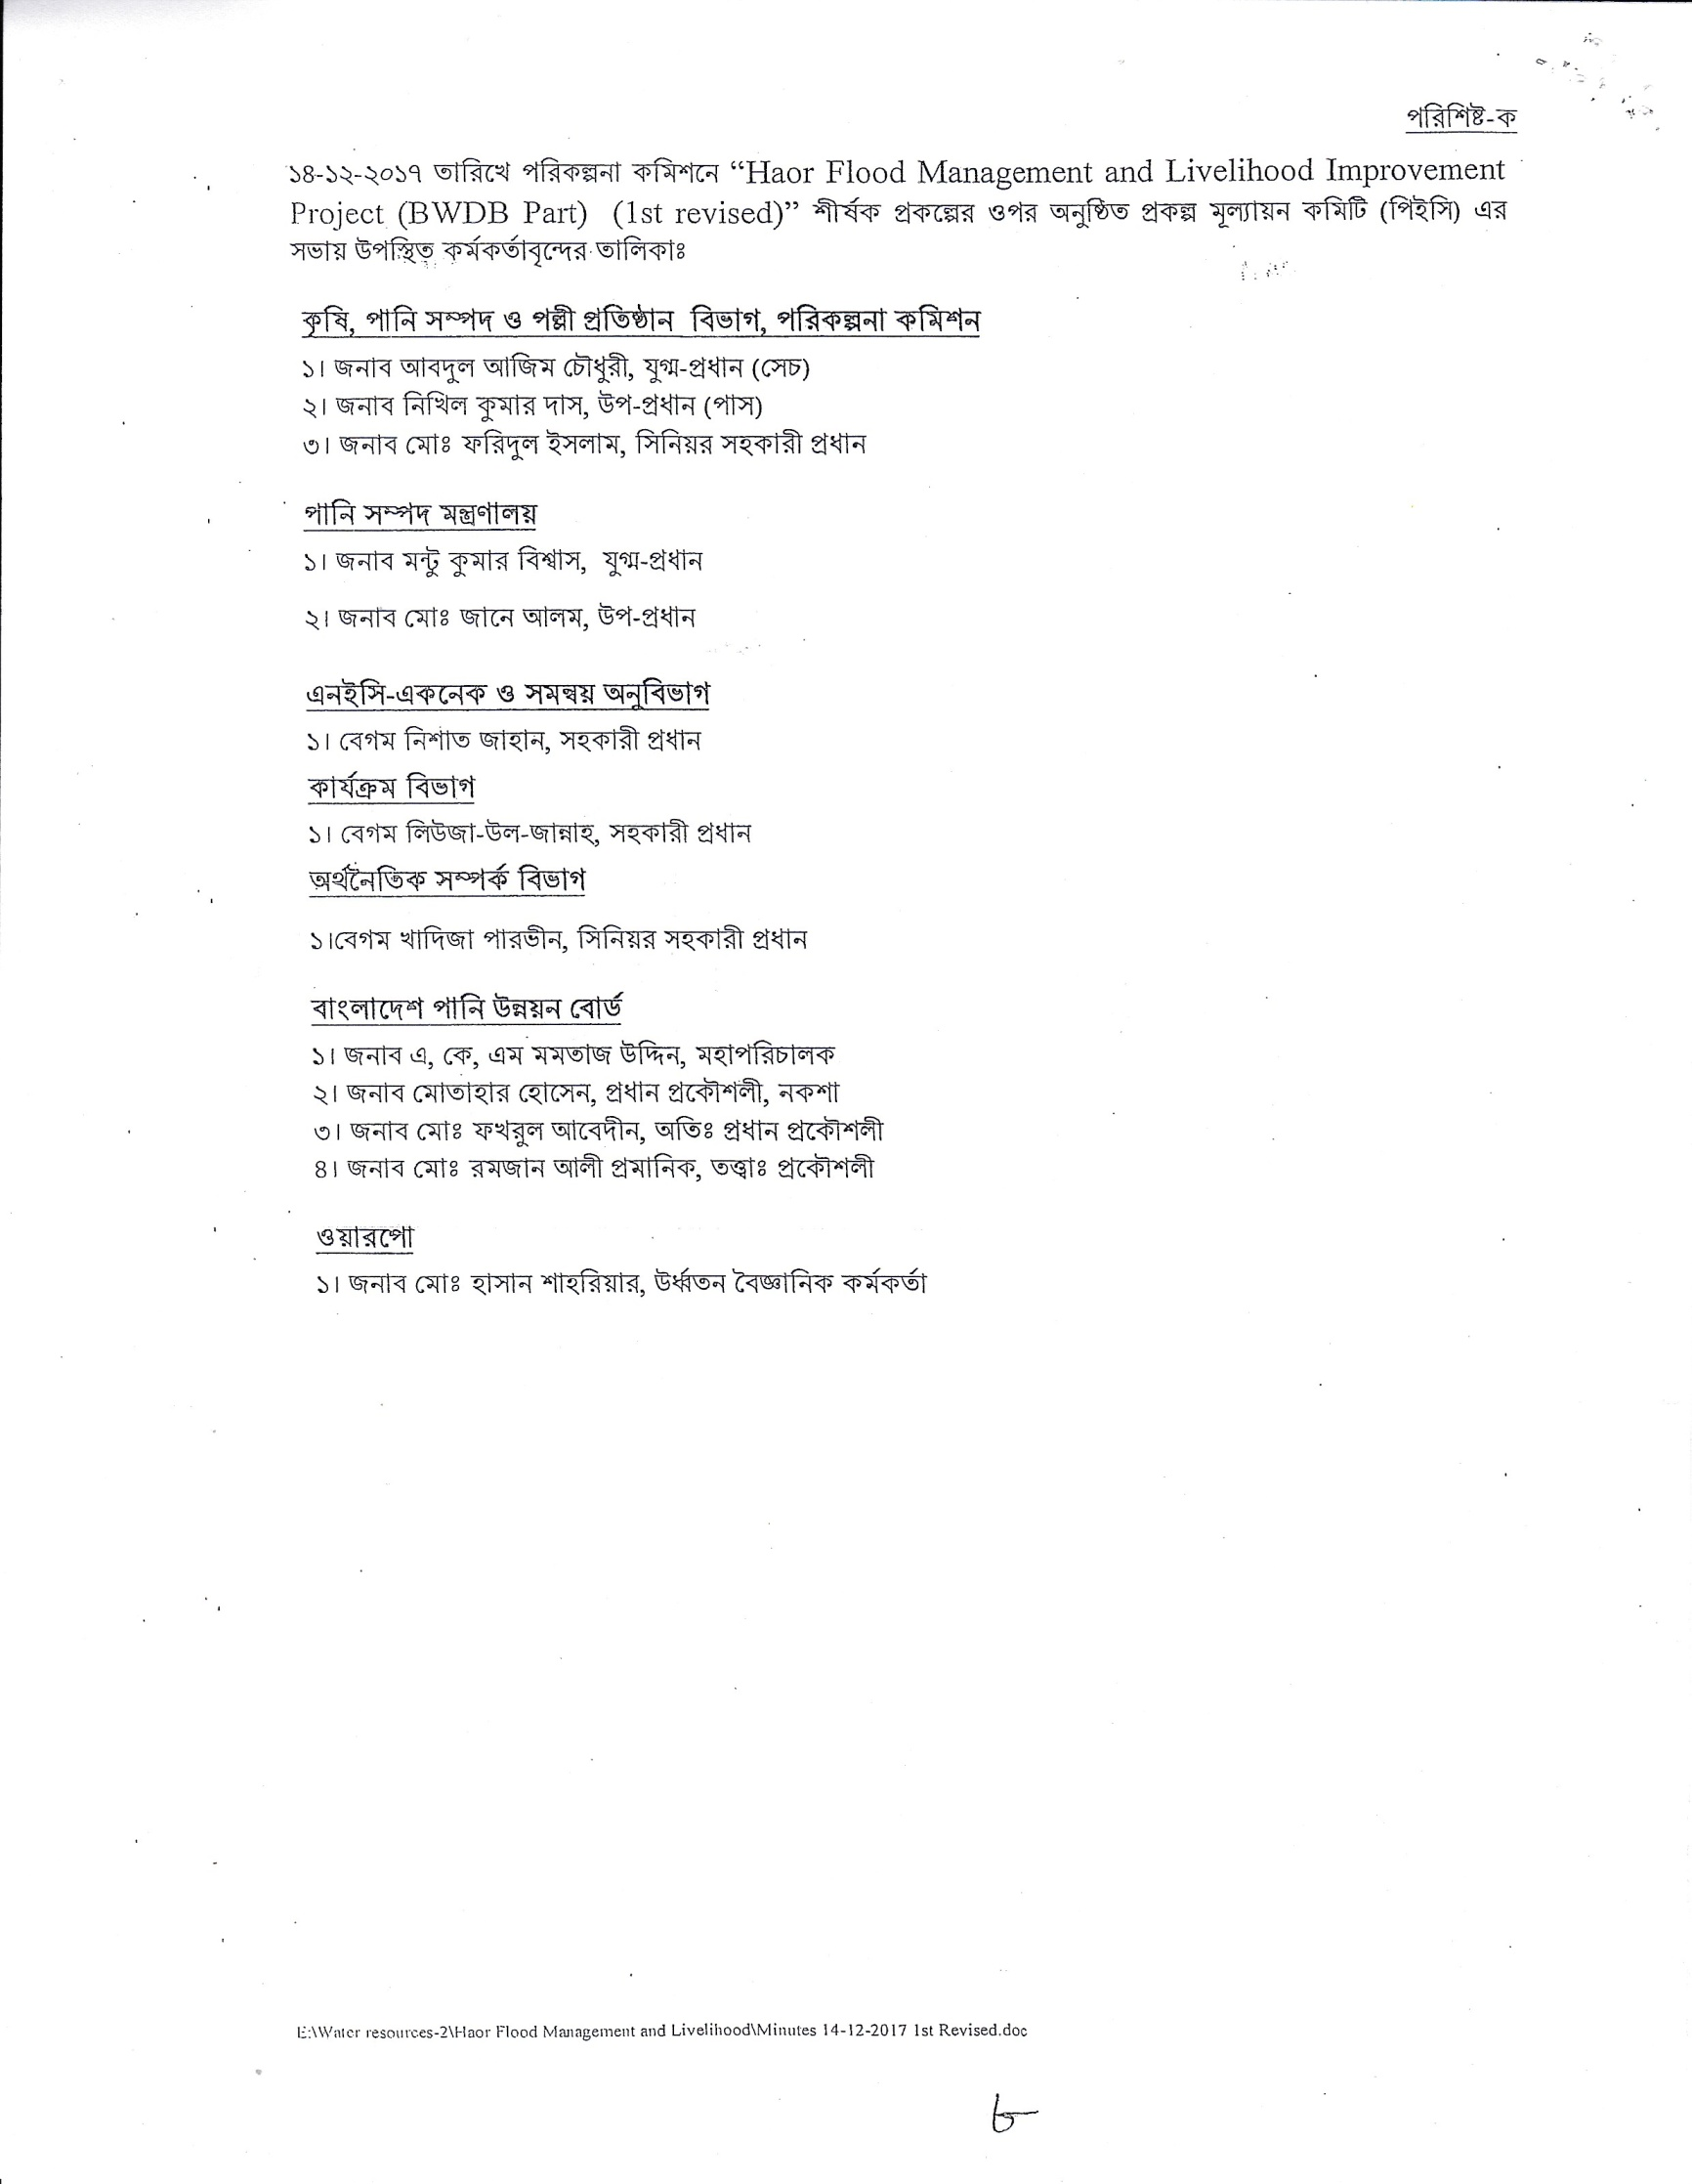 পরিশিষ্ট-ক
১৪-১২-২০১৭ তারিখে পরিকল্পনা কমিশনে “Haor Flood Management and Livelihood Improvement
Project (BWDB Part) (1st revised)” শীর্ষক প্রকল্পের ওপর অনুষ্ঠিত প্রকল্প মূল্যায়ন কমিটি (পিইসি) এর
সভায় উপস্থিত কর্মকর্তাবৃন্দের তালিকাঃ
কৃষি, পানি সম্পদ ও পল্লী প্রতিষ্ঠান বিভাগ, পরিকল্পনা কমিশন
১। জনাব আবদুল আজিম চৌধুরী, যুগ্ম-প্রধান (সেচ)
২। জনাব নিখিল কুমার দাস, উপ-প্রধান (পাস)
৩। জনাব মোঃ ফরিদুল ইসলাম, সিনিয়র সহকারী প্রধান
পানি সম্পদ মন্ত্রণালয়
১। জনাব মন্টু কুমার বিশ্বাস, যুগ্ম-প্রধান
২। জনাব মোঃ জানে আলম, উপ-প্রধান
এনইসি-একনেক ও সমন্বয় অনুবিভাগ
১। বেগম নিশাত জাহান, সহকারী প্রধান
কার্যক্রম বিভাগ
১। বেগম লিউজা-উল-জান্নাহ, সহকারী প্রধান
অর্থনৈতিক সম্পর্ক বিভাগ
১।বেগম খাদিজা পারভীন, সিনিয়র সহকারী প্রধান
বাংলাদেশ পানি উন্নয়ন বোর্ড
১। জনাব এ, কে, এম মমতাজ উদ্দিন, মহাপরিচালক
২। জনাব মোতাহার হোসেন, প্রধান প্রকৌশলী, নকশা
৩। জনাব মোঃ ফখরুল আবেদীন, অতিঃ প্রধান প্রকৌশলী
৪। জনাব মোঃ রমজান আলী প্রমানিক, তত্ত্বাঃ প্রকৌশলী
ওয়ারপো
১। জনাব মোঃ হাসান শাহরিয়ার, উর্ধ্বতন বৈজ্ঞানিক কর্মকর্তা
E:\Water resources-2\Haor Flood Management and Livelihood\Minutes 14-12-2017 1st Revised.doc
৮